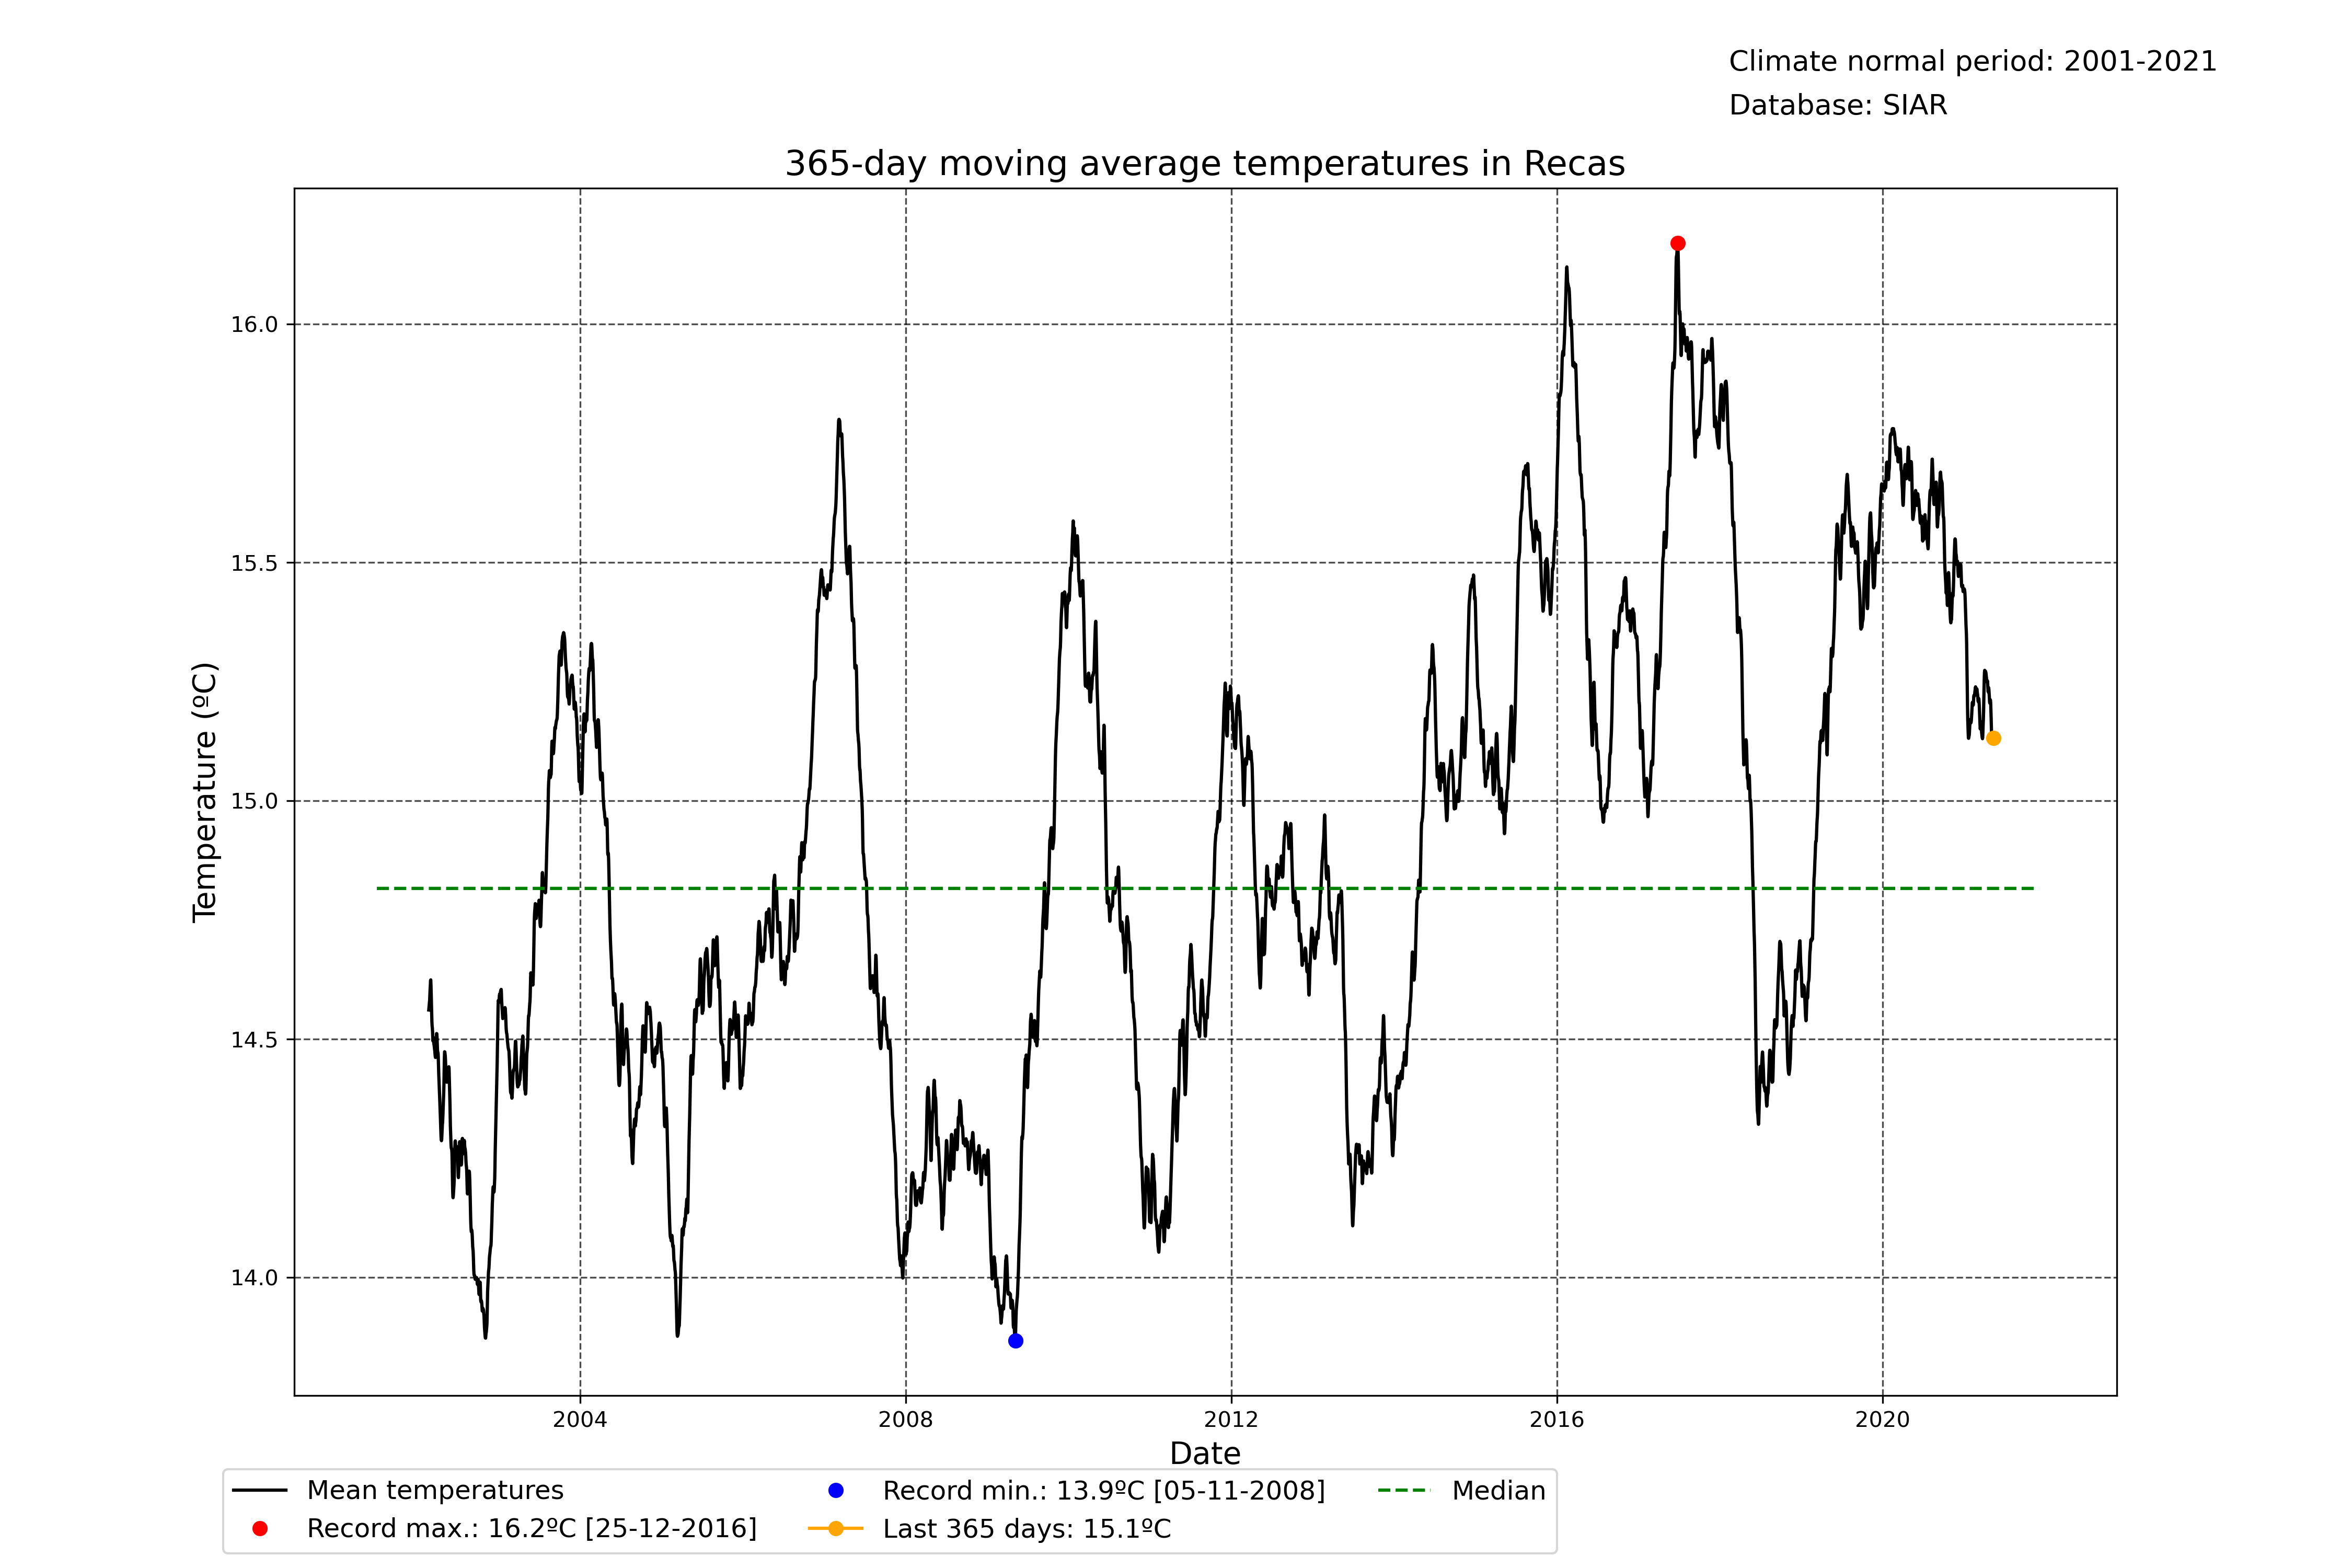 Climate normal period: 2001-2021
Database: SIAR
365-day moving average temperatures in Recas
Temperature (ºC)
16.0
15.5
15.0
14.5
14.0
2004 2008 2012 2016 2020
Date
Mean temperatures
Record max.: 16.2ºC [25-12-2016]
Record min.: 13.9ºC [05-11-2008]
Last 365 days: 15.1ºC
Median